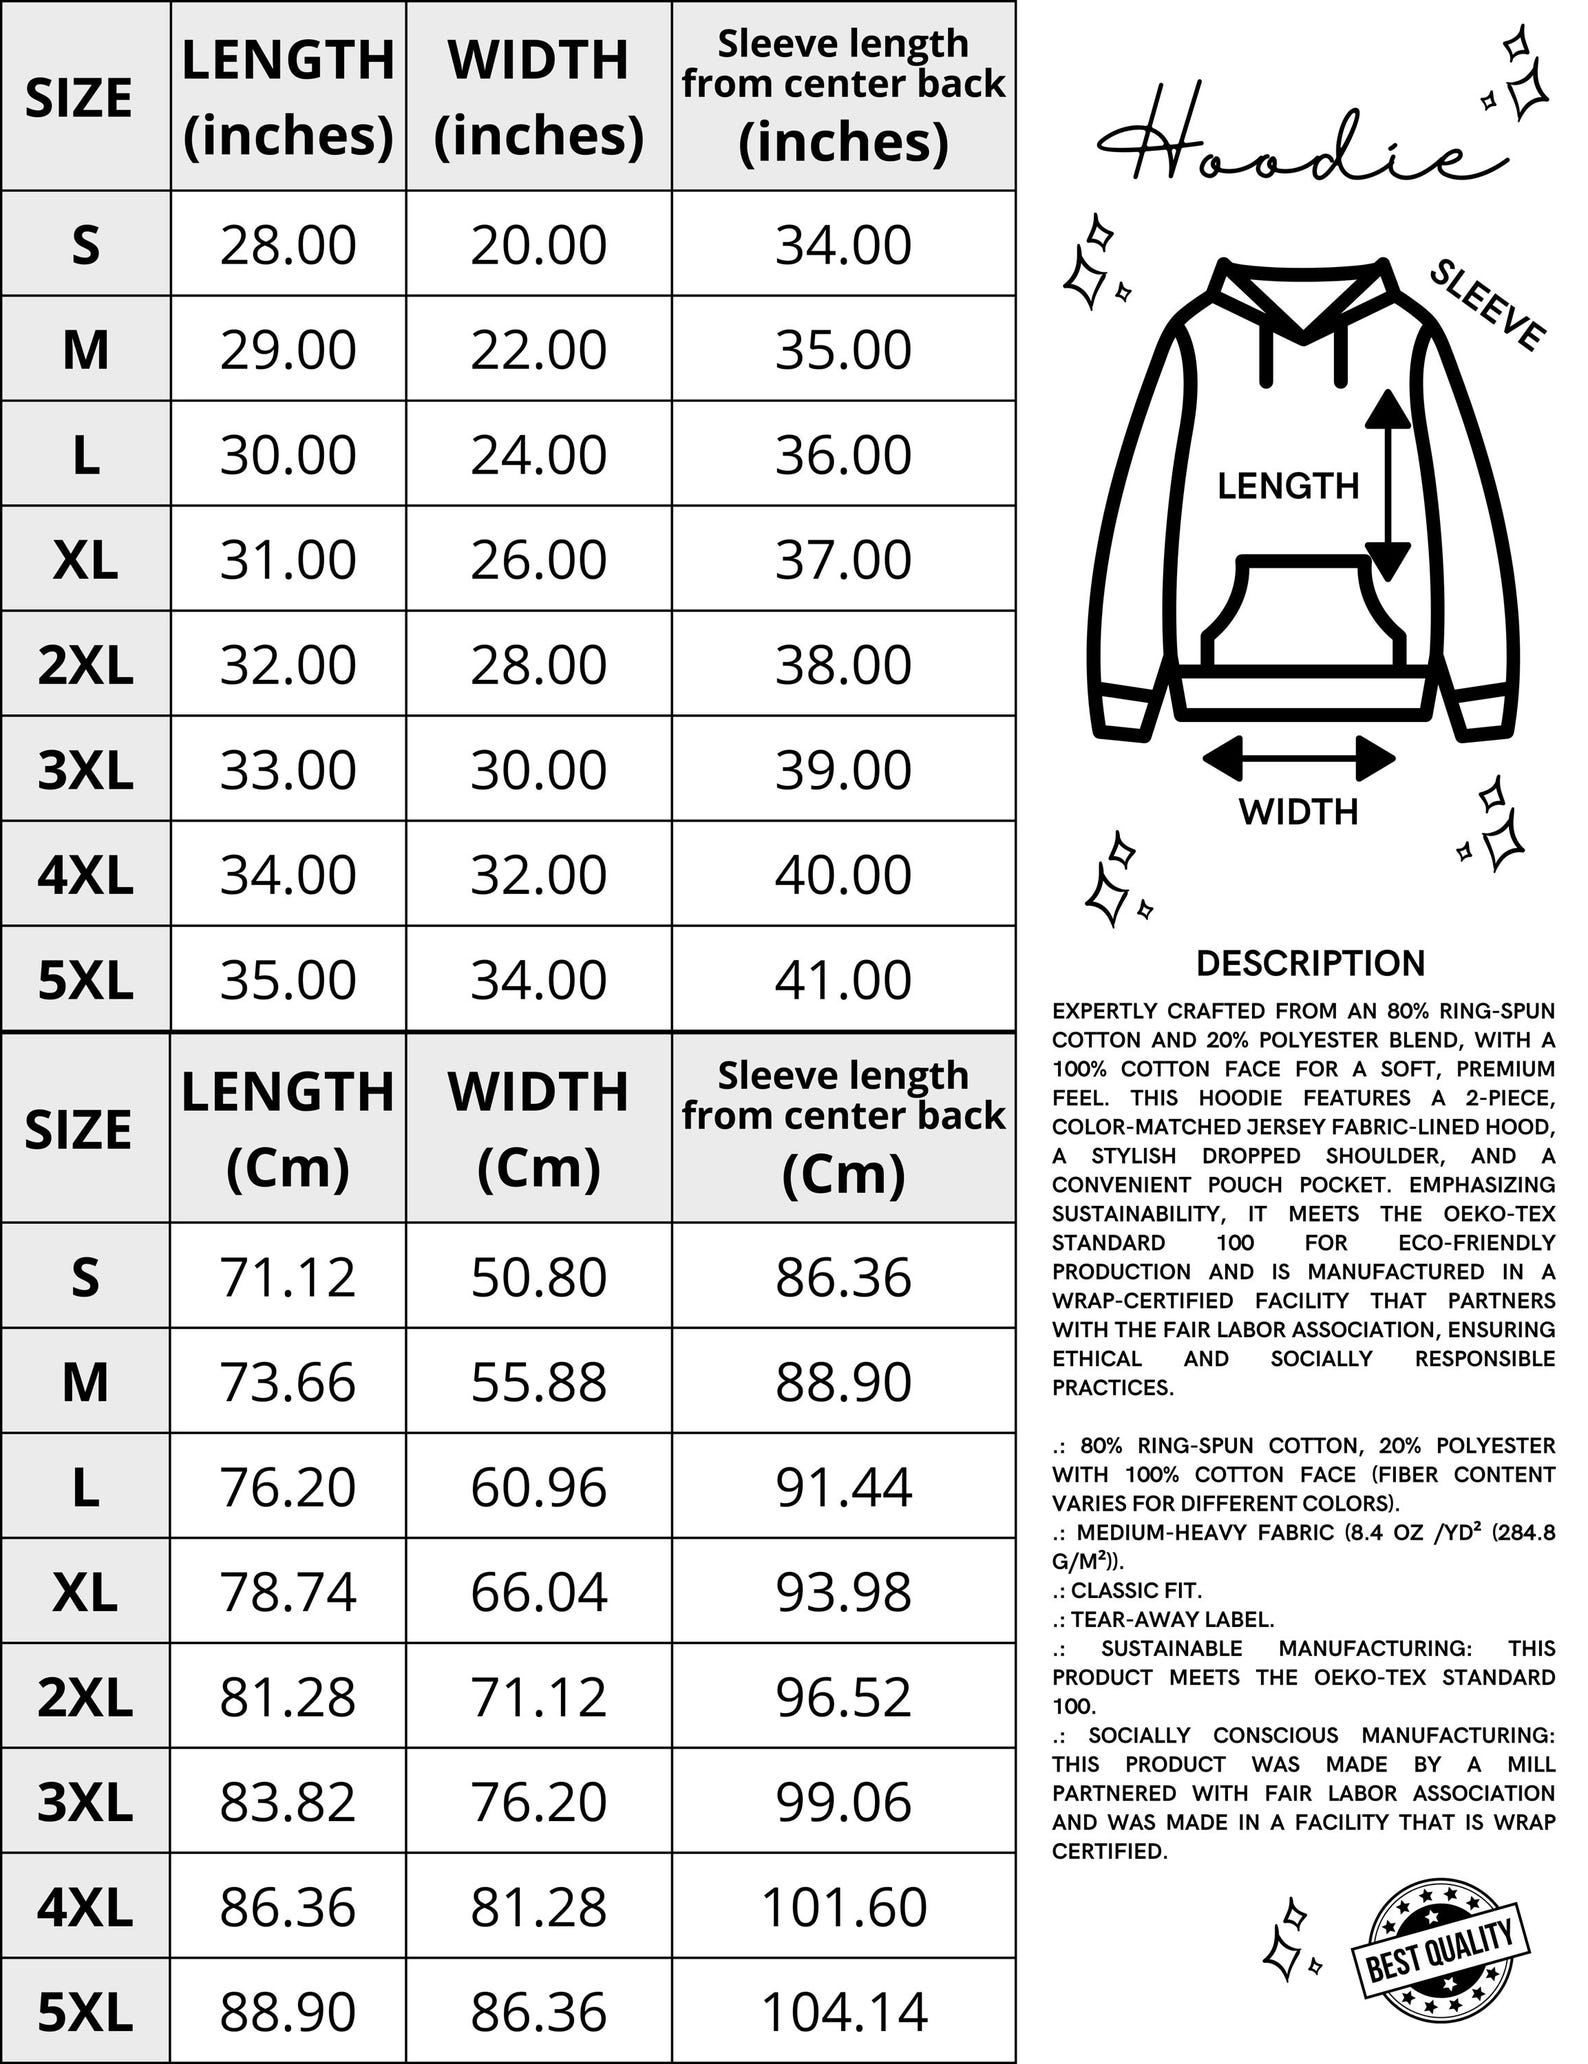 SIZE LENGTH (inches) WIDTH (inches) Sleeve length from center back (inches)
S 28.00 20.00 34.00
M 29.00 22.00 35.00
L 30.00 24.00 36.00
XL 31.00 26.00 37.00
2XL 32.00 28.00 38.00
3XL 33.00 30.00 39.00
4XL 34.00 32.00 40.00
5XL 35.00 34.00 41.00
SIZE LENGTH (Cm) WIDTH (Cm) Sleeve length from center back (Cm)
S 71.12 50.80 86.36
M 73.66 55.88 88.90
L 76.20 60.96 91.44
XL 78.74 66.04 93.98
2XL 81.28 71.12 96.52
3XL 83.82 76.20 99.06
4XL 86.36 81.28 101.60
5XL 88.90 86.36 104.14
Hoodie
SLEEVE
LENGTH
WIDTH
DESCRIPTION
EXPERTLY CRAFTED FROM AN 80% RING-SPUN
COTTON AND 20% POLYESTER BLEND, WITH A
100% COTTON FACE FOR A SOFT, PREMIUM
FEEL. THIS HOODIE FEATURES A 2-PIECE,
COLOR-MATCHED JERSEY FABRIC-LINED HOOD,
A STYLISH DROPPED SHOULDER, AND A
CONVENIENT POUCH POCKET. EMPHASIZING
SUSTAINABILITY, IT MEETS THE OEKO-TEX
STANDARD 100 FOR ECO-FRIENDLY
PRODUCTION AND IS MANUFACTURED IN A
WRAP-CERTIFIED FACILITY THAT PARTNERS
WITH THE FAIR LABOR ASSOCIATION, ENSURING
ETHICAL AND SOCIALLY RESPONSIBLE
PRACTICES.
.: 80% RING-SPUN COTTON, 20% POLYESTER
WITH 100% COTTON FACE (FIBER CONTENT
VARIES FOR DIFFERENT COLORS).
.: MEDIUM-HEAVY FABRIC (8.4 OZ /YD² (284.8
G/M²)).
.: CLASSIC FIT.
.: TEAR-AWAY LABEL.
.: SUSTAINABLE MANUFACTURING: THIS
PRODUCT MEETS THE OEKO-TEX STANDARD
100.
.: SOCIALLY CONSCIOUS MANUFACTURING:
THIS PRODUCT WAS MADE BY A MILL
PARTNERED WITH FAIR LABOR ASSOCIATION
AND WAS MADE IN A FACILITY THAT IS WRAP
CERTIFIED.
BEST QUALITY